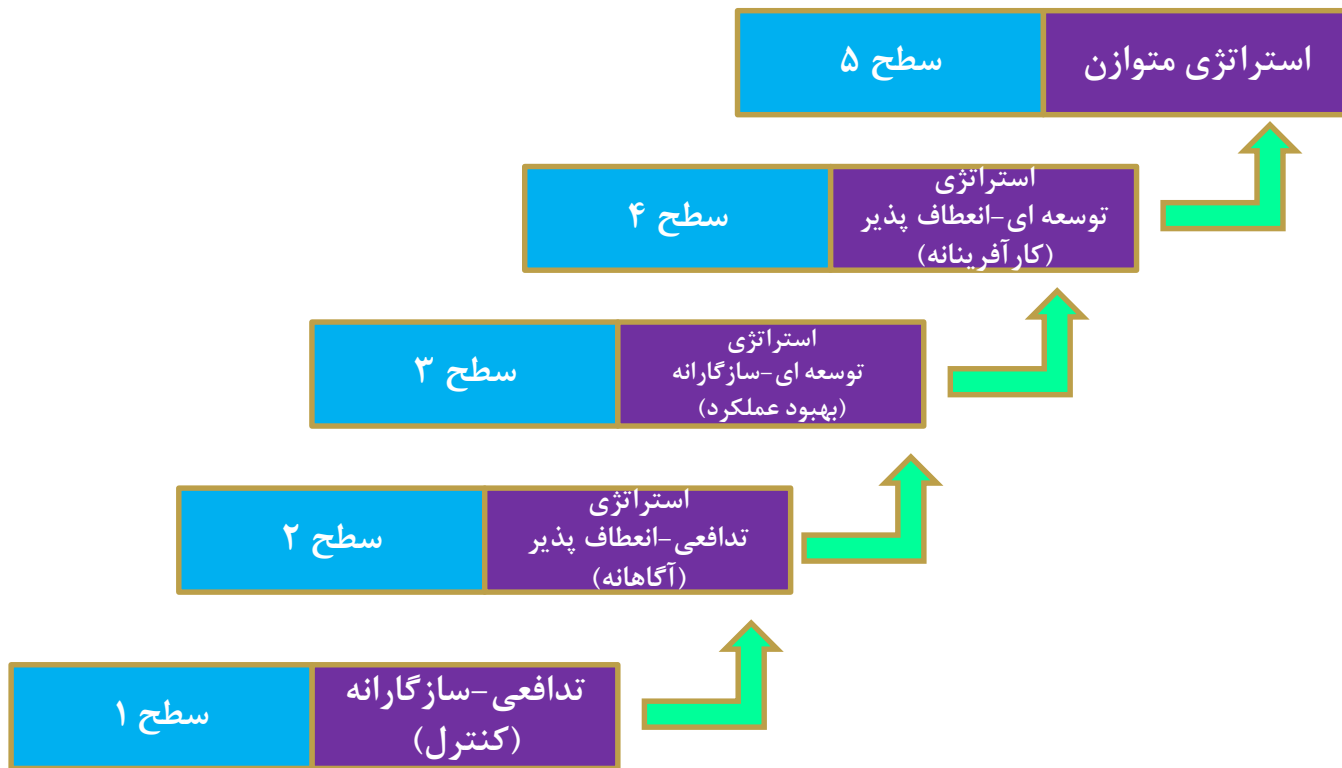 استراتژی متوازن
سطح ۵
استراتژی
توسعه ای-انعطاف پذیر
(کارآفرینانه)
سطح ۴
استراتژی
توسعه ای-سازگارانه
(بهبود عملکرد)
سطح ۳
استراتژی
تدافعی-انعطاف پذیر
(آگاهانه)
سطح ۲
تدافعی-سازگارانه
(کنترل)
سطح ۱